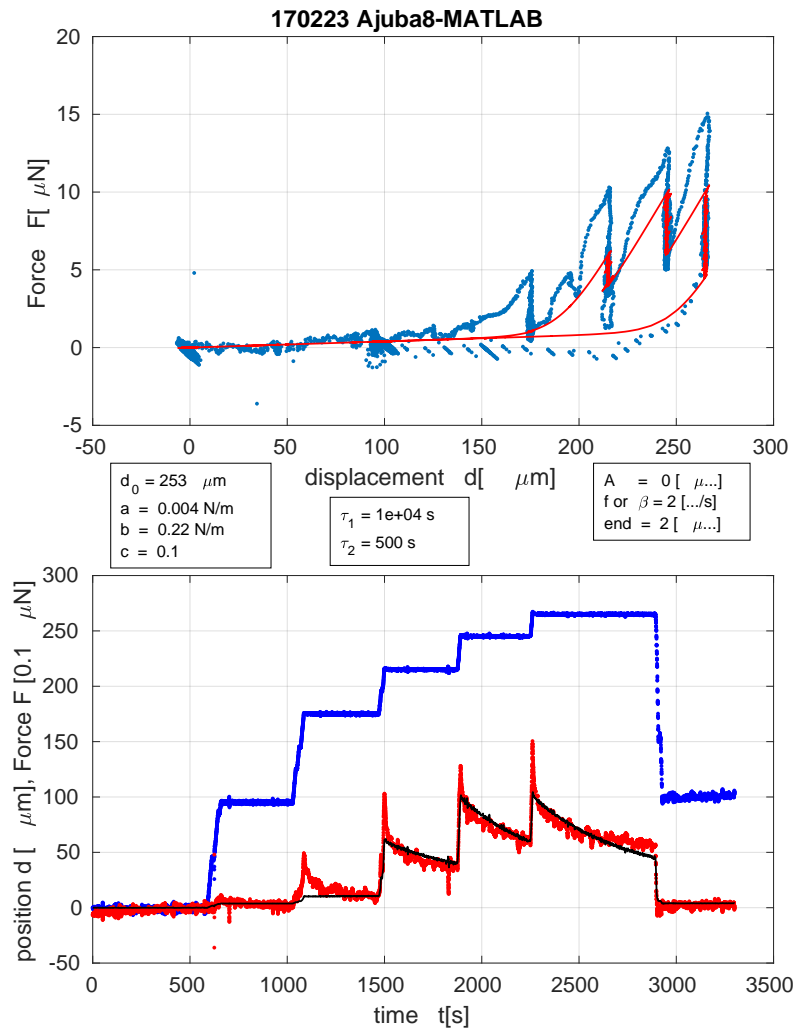 170223 Ajuba8-MATLAB
20
15
10
5
0
-5
Force F[ μN]
-50 0 50 100 150 200 250 300
displacement d[ μm]
d0 = 253 μm
a = 0.004 N/m
b = 0.22 N/m
c = 0.1
τ1 = 1e+04 s
τ2 = 500 s
A = 0 [ μ...]
f or β = 2 [.../s]
end = 2 [ μ...]
300
250
200
150
100
50
0
-50
position d [ μm], Force F [0.1 μN]
0 500 1000 1500 2000 2500 3000 3500
time t[s]